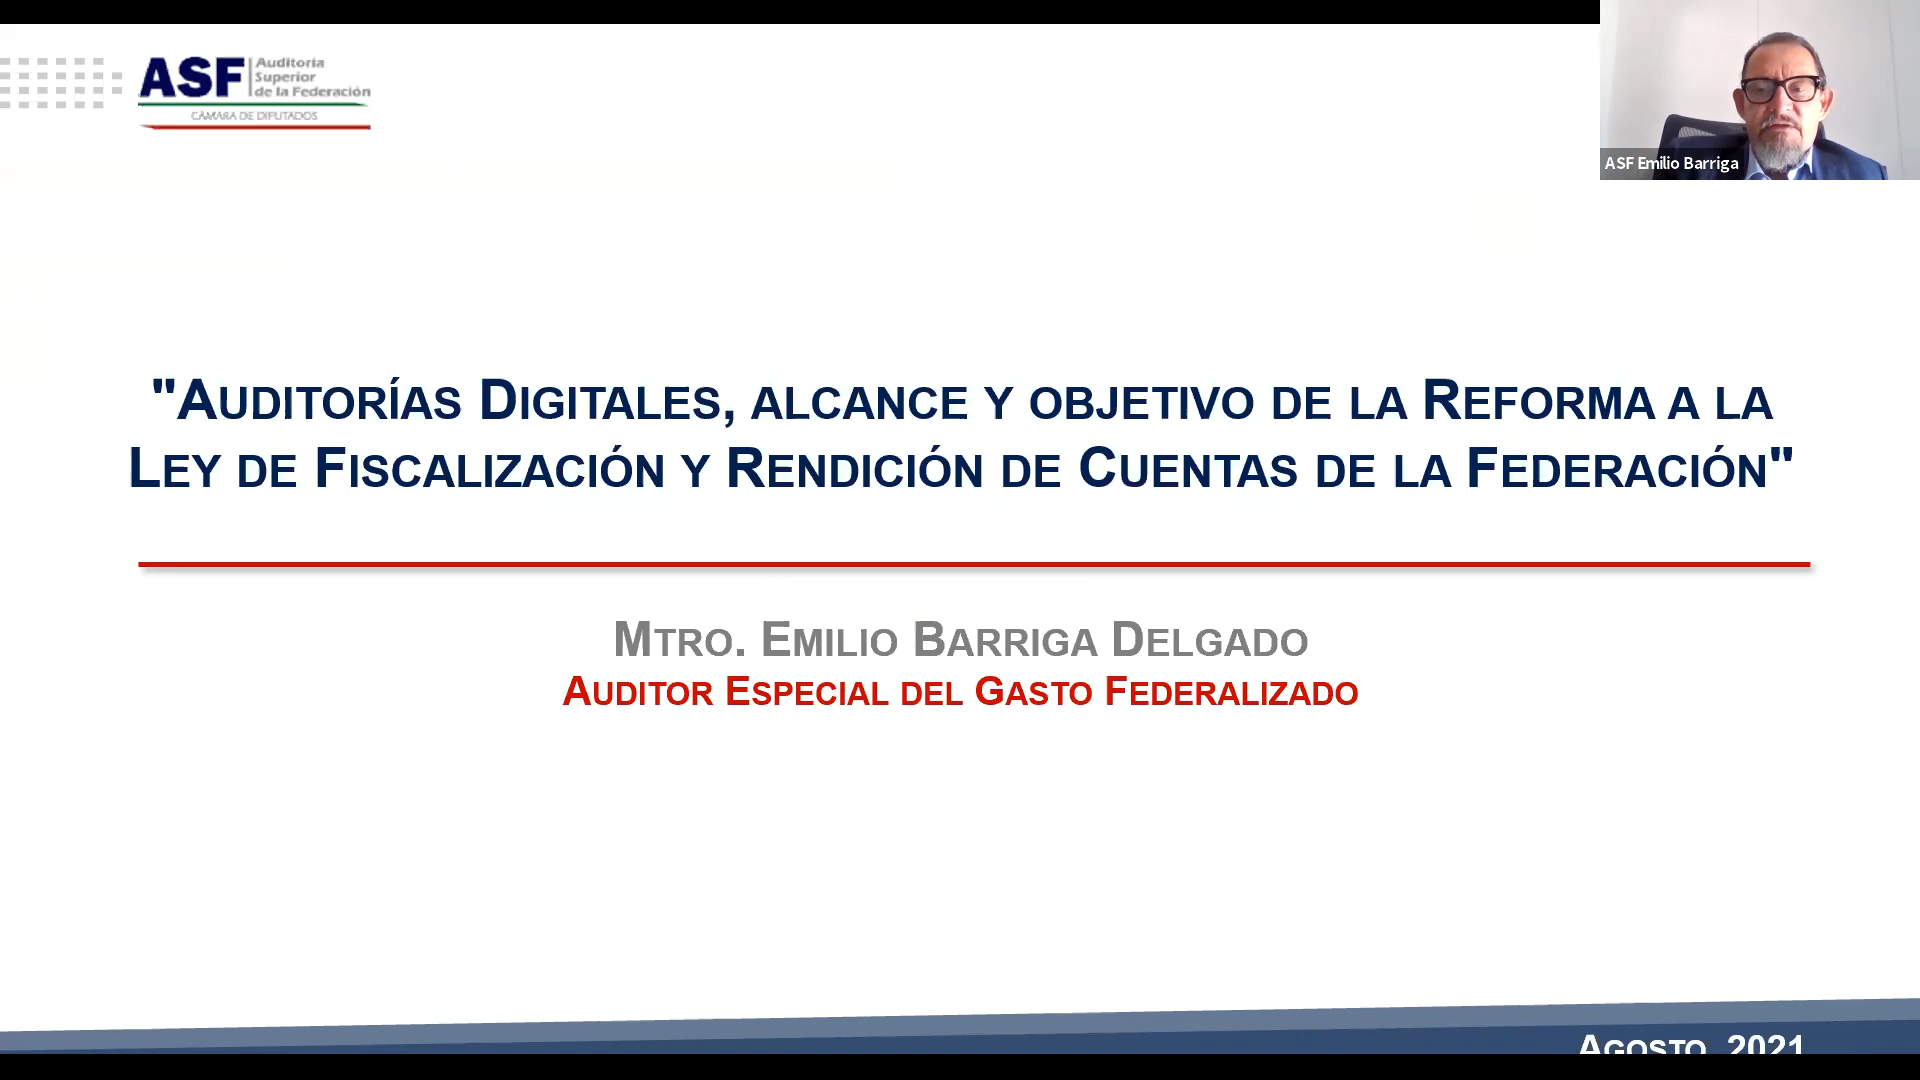 ASF Auditoría
Superior
de la Federación
CÁMARA DE DIPUTADOS
ASF Emilio Barriga
"AUDITORÍAS DIGITALES, ALCANCE Y OBJETIVO DE LA REFORMA A LA
LEY DE FISCALIZACIÓN Y RENDICIÓN DE CUENTAS DE LA FEDERACIÓN"
MTRO. EMILIO BARRIGA DELGADO
AUDITOR ESPECIAL DEL GASTO FEDERALIZADO
AGOSTO, 2021